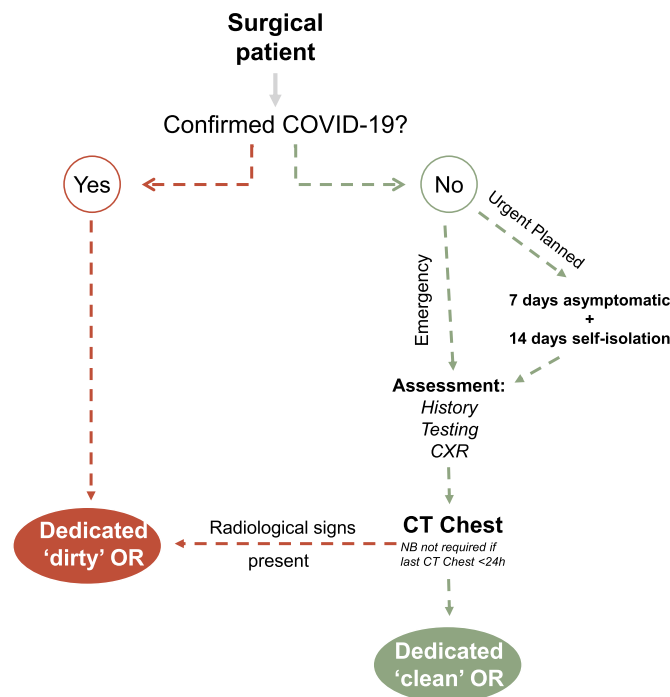 Surgical
patient
Confirmed COVID-19?
Yes
No
Urgent Planned
Emergency
7 days asymptomatic
+
14 days self-isolation
Assessment:
History
Testing
CXR
CT Chest
NB not required if
last CT Chest <24h
Radiological signs
present
Dedicated
‘dirty’ OR
Dedicated
‘clean’ OR